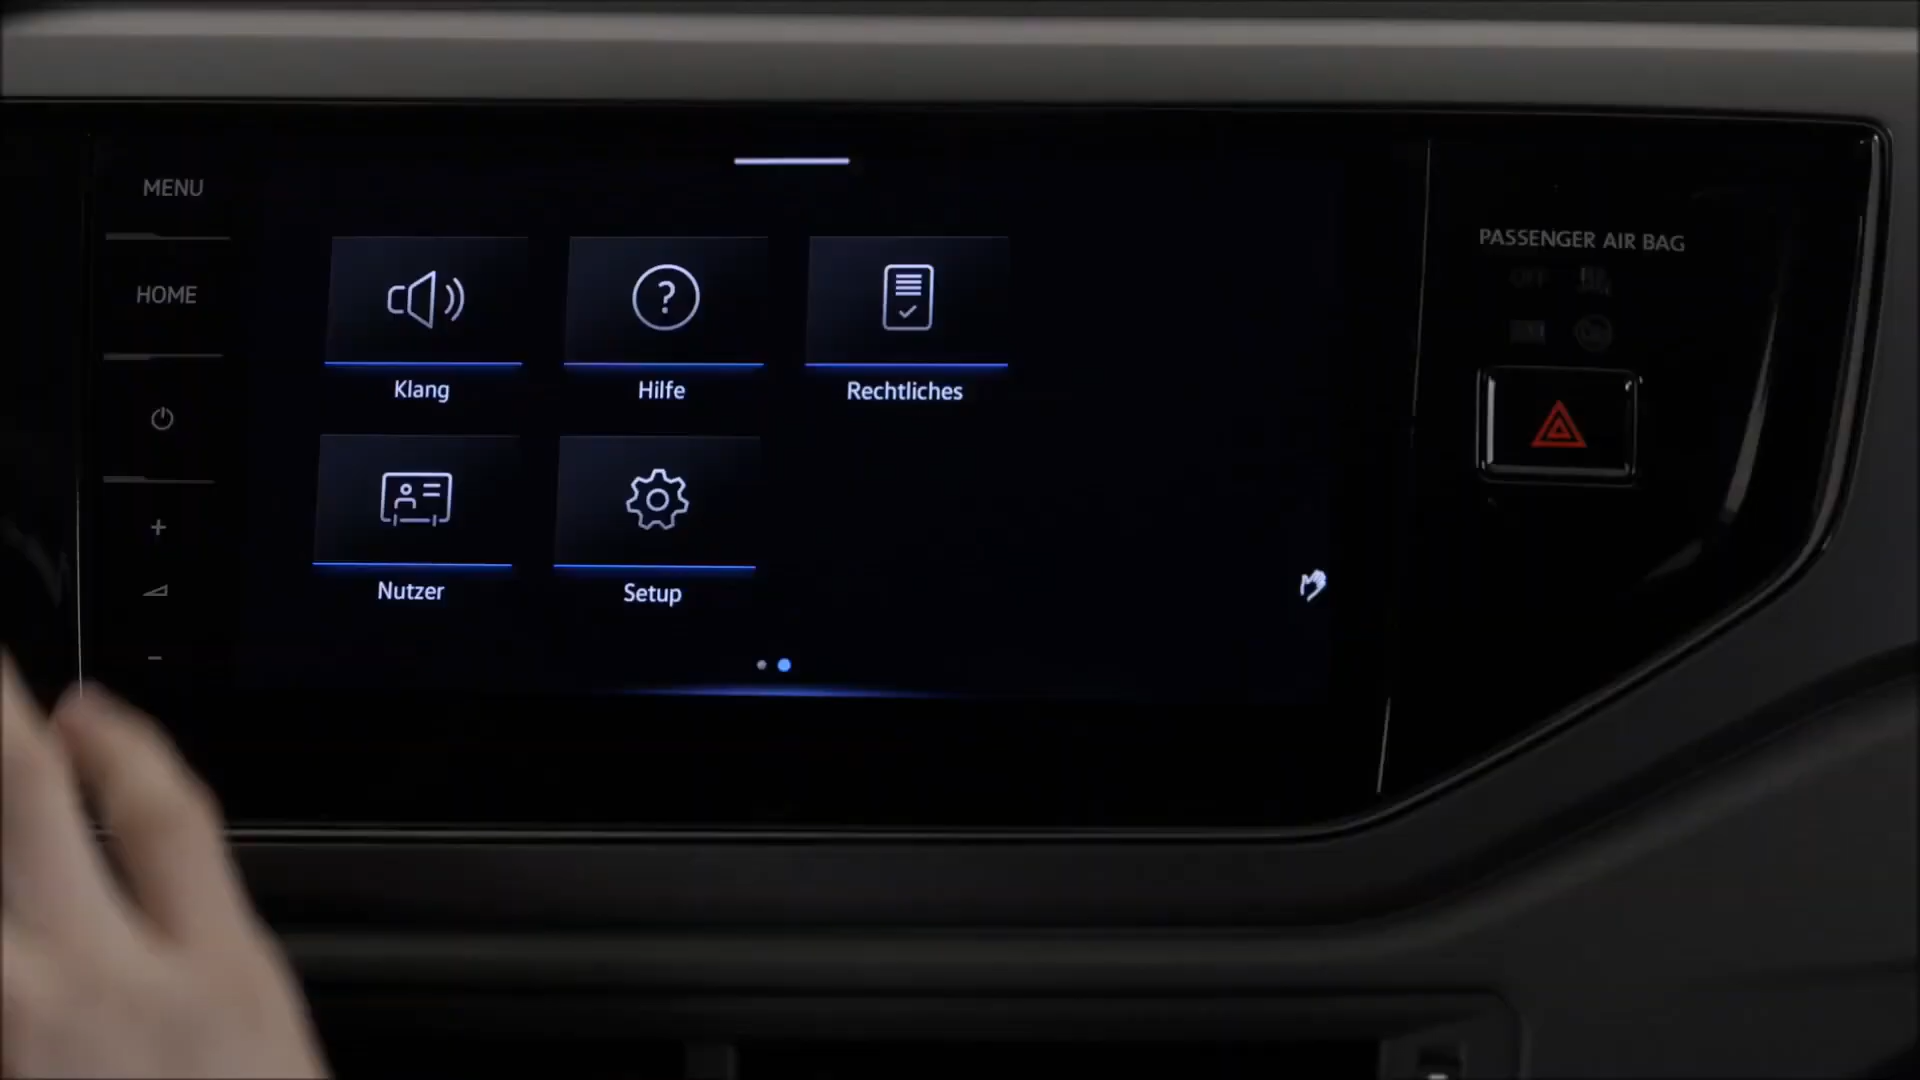 MENU
HOME
Klang
Hilfe
Rechtliches
Nutzer
Setup
PASSENGER AIR BAG